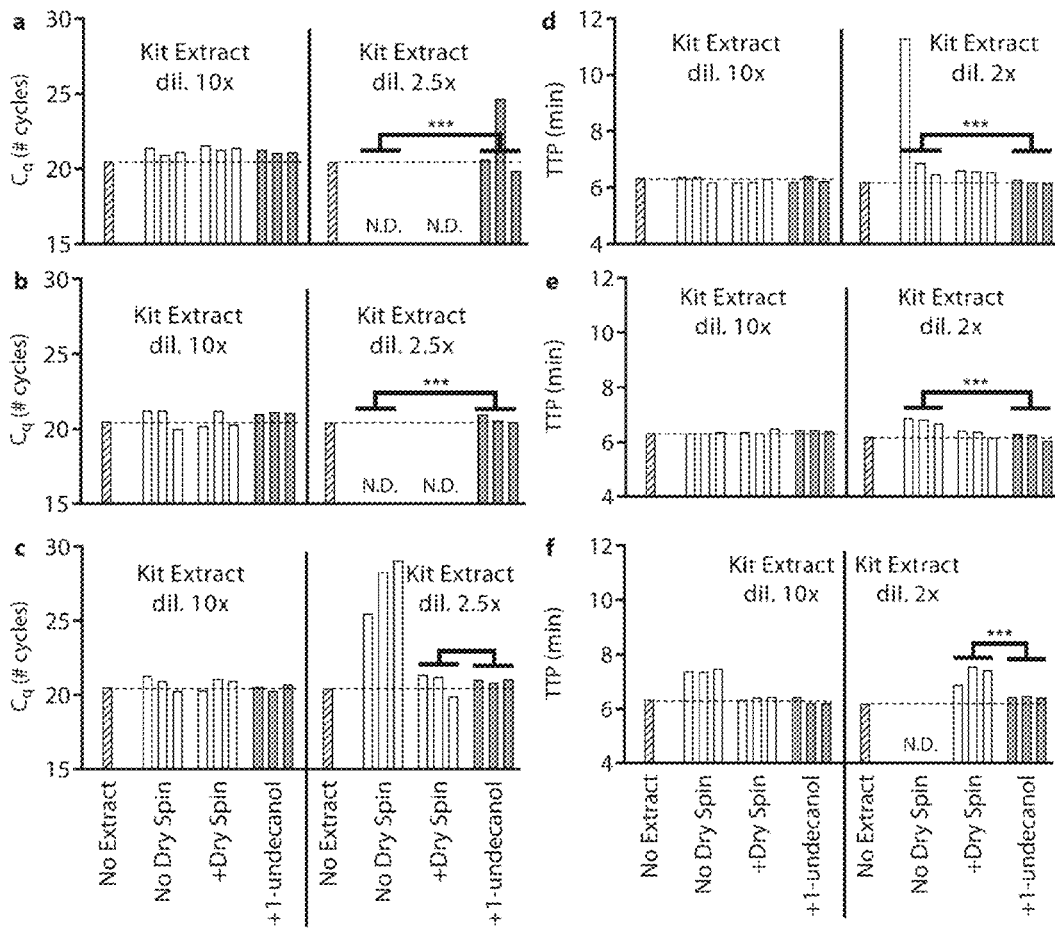 a
30
25
20
15
C_q (# cycles)
Kit Extract
dil. 10x
Kit Extract
dil. 2.5x
***
N.D.
N.D.
d
12
10
8
6
4
TTP (min)
Kit Extract
dil. 10x
Kit Extract
dil. 2x
***
b
30
25
20
15
C_q (# cycles)
Kit Extract
dil. 10x
Kit Extract
dil. 2.5x
***
N.D.
N.D.
e
12
10
8
6
4
TTP (min)
Kit Extract
dil. 10x
Kit Extract
dil. 2x
***
c
30
25
20
15
C_q (# cycles)
Kit Extract
dil. 10x
Kit Extract
dil. 2.5x
No Extract
No Dry Spin
+Dry Spin
+1-undecanol
No Extract
No Dry Spin
+Dry Spin
+1-undecanol
f
12
10
8
6
4
TTP (min)
Kit Extract
dil. 10x
Kit Extract
dil. 2x
***
N.D.
No Extract
No Dry Spin
+Dry Spin
+1-undecanol
No Extract
No Dry Spin
+Dry Spin
+1-undecanol